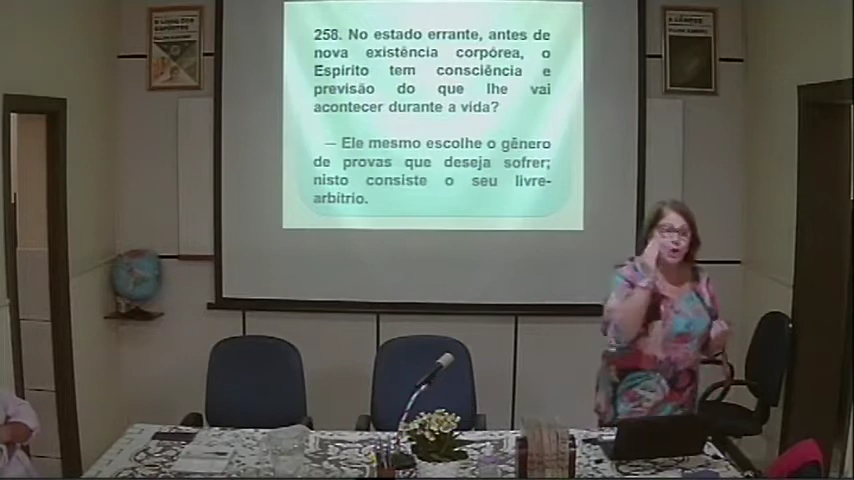 258. No estado errante, antes de
nova existência corpórea, o
Espírito tem consciência e
previsão do que lhe vai
acontecer durante a vida?
— Ele mesmo escolhe o gênero
de provas que deseja sofrer;
nisto consiste o seu livre-
arbítrio.